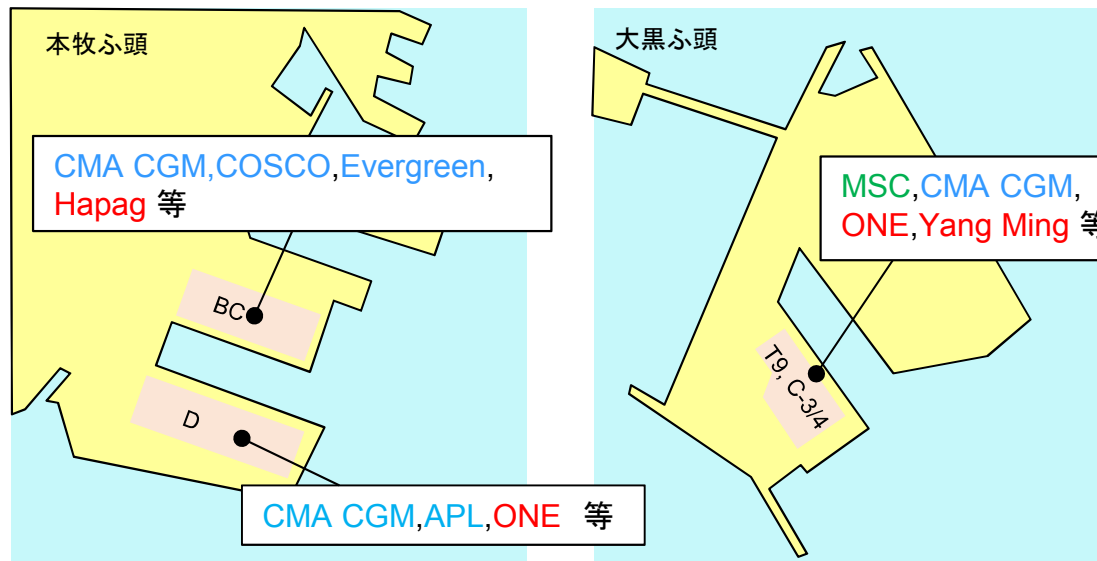 本牧ふ頭
CMA CGM,COSCO,Evergreen,
Hapag 等
BC
D
CMA CGM,APL,ONE 等
大黒ふ頭
MSC,CMA CGM,
ONE,Yang Ming 等
T9, C-3/4